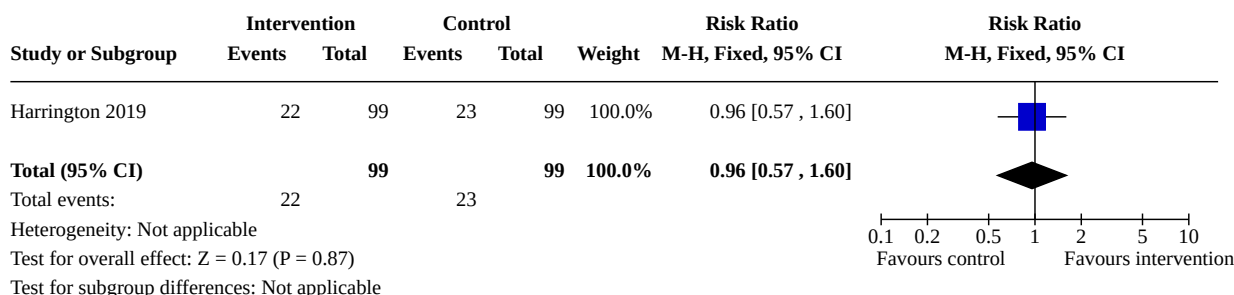 Intervention Control Risk Ratio Risk Ratio
Study or Subgroup Events Total Events Total Weight M-H, Fixed, 95% CI M-H, Fixed, 95% CI
Harrington 2019 22 99 23 99 100.0% 0.96 [0.57 , 1.60]
Total (95% CI) 99 99 100.0% 0.96 [0.57 , 1.60]
Total events: 22 23
Heterogeneity: Not applicable
0.1 0.2 0.5 1 2 5 10
Test for overall effect: Z = 0.17 (P = 0.87) Favours control Favours intervention
Test for subgroup differences: Not applicable